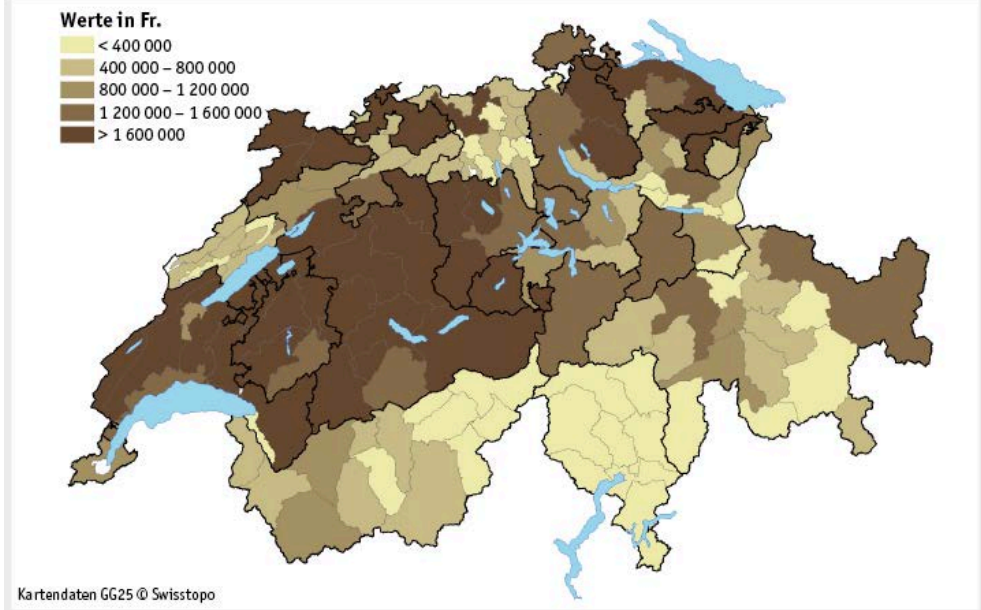 Werte in Fr.
< 400 000
400 000 – 800 000
800 000 – 1 200 000
1 200 000 – 1 600 000
> 1 600 000
Kartendaten GG25 © Swisstopo